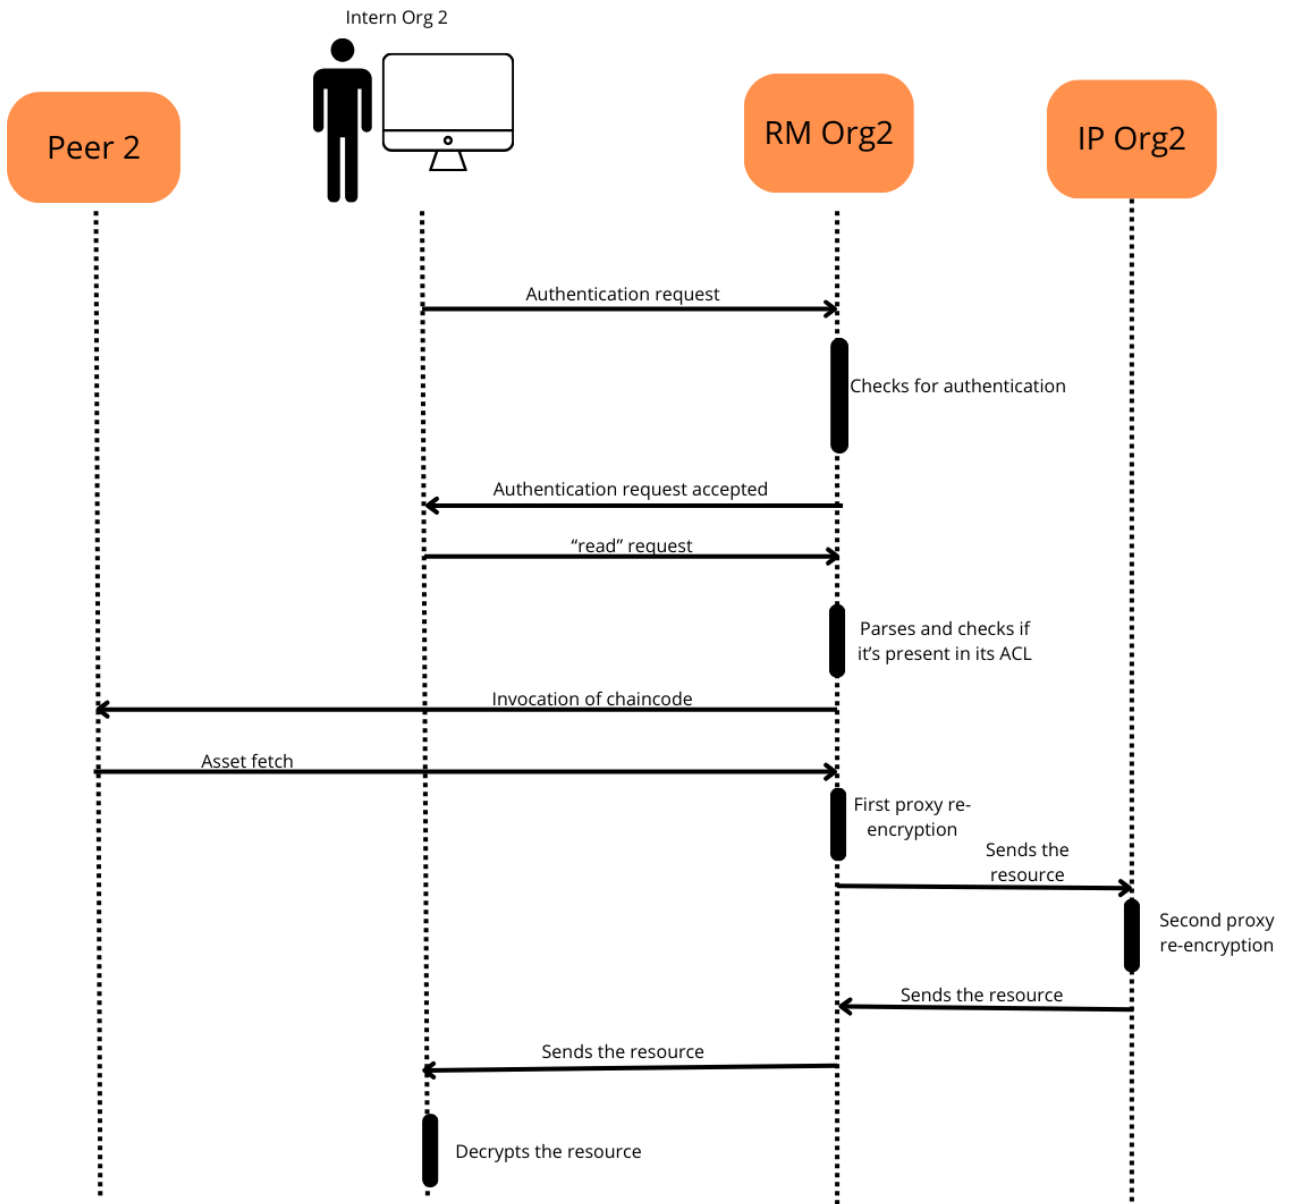 Intern Org 2
Peer 2
RM Org2
IP Org2
Authentication request
Checks for authentication
Authentication request accepted
“read” request
Parses and checks if
it’s present in its ACL
Invocation of chaincode
Asset fetch
First proxy re-
encryption
Sends the
resource
Second proxy
re-encryption
Sends the resource
Sends the resource
Decrypts the resource